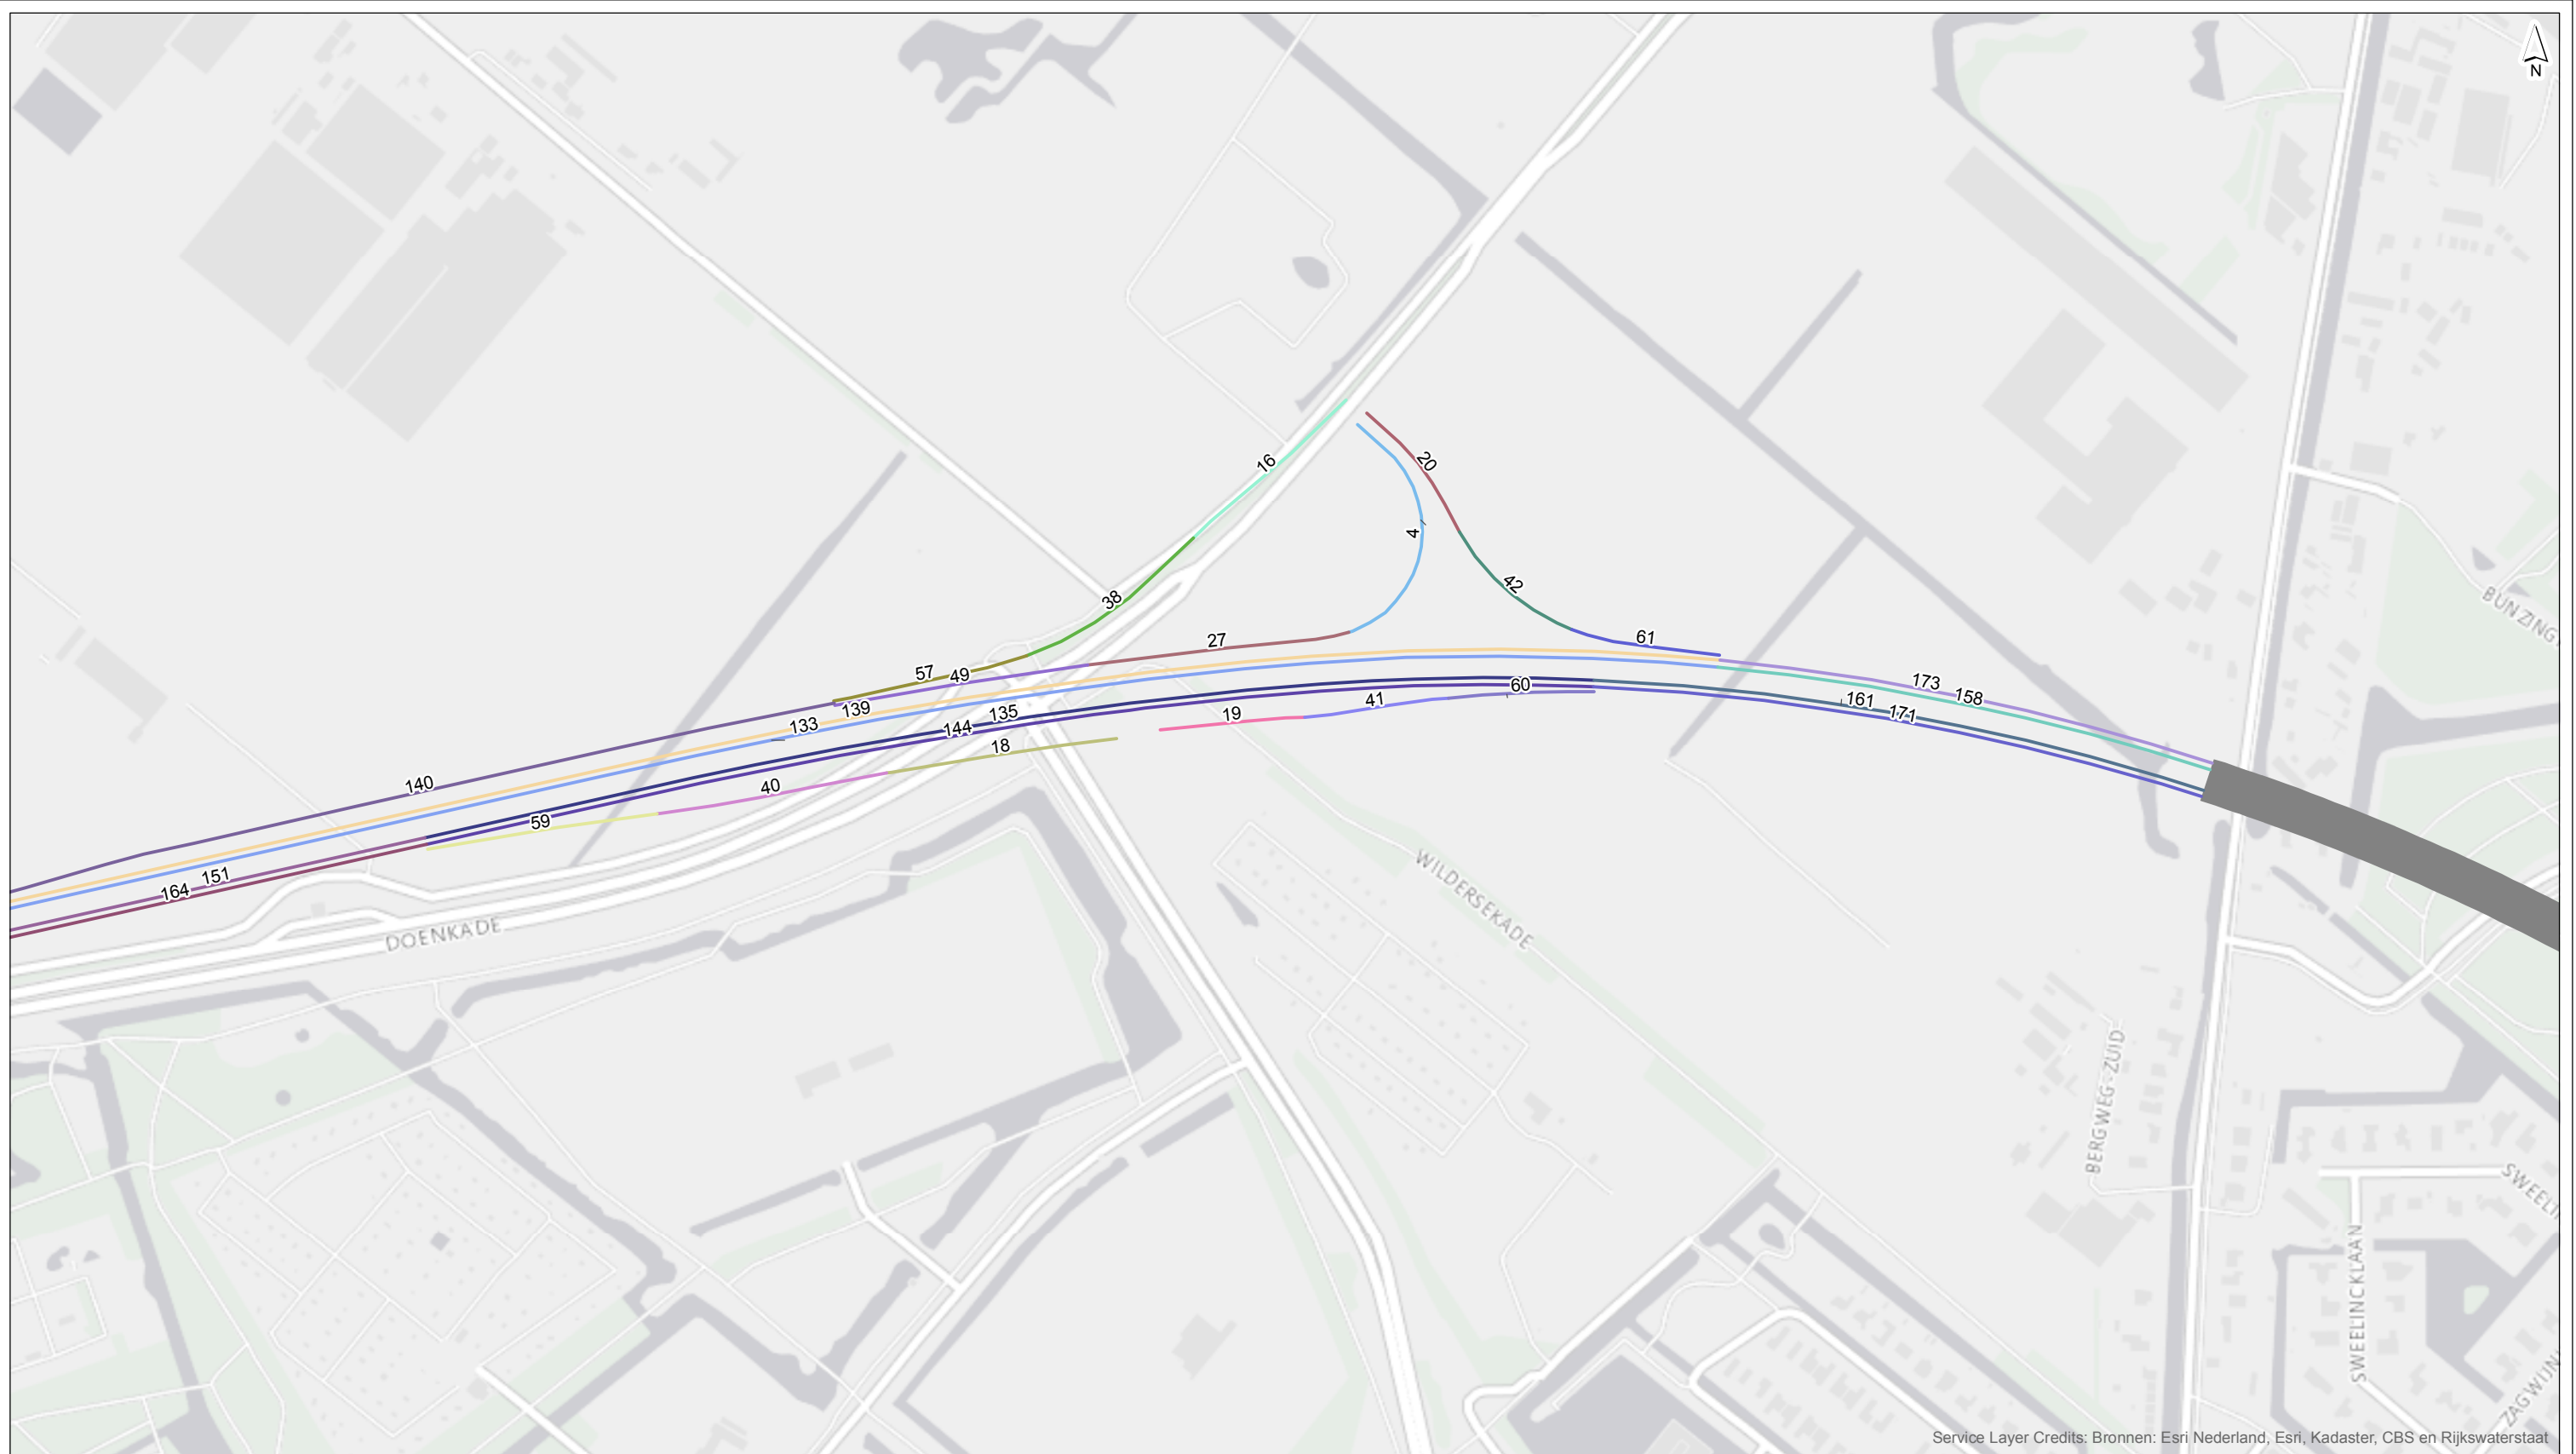 N
16
20
4
42
38
27
61
57
49
173
158
139
133
135
144
60
41
161
171
19
18
140
40
59
151
164
BUNZING
DOENKADE
WILDERSEKADE
BERGWEG-ZUID
SWEELI
SWEELINCKLAAN
ZAGWIJN
Service Layer Credits: Bronnen: Esri Nederland, Esri, Kadaster, CBS en Rijkswaterstaat